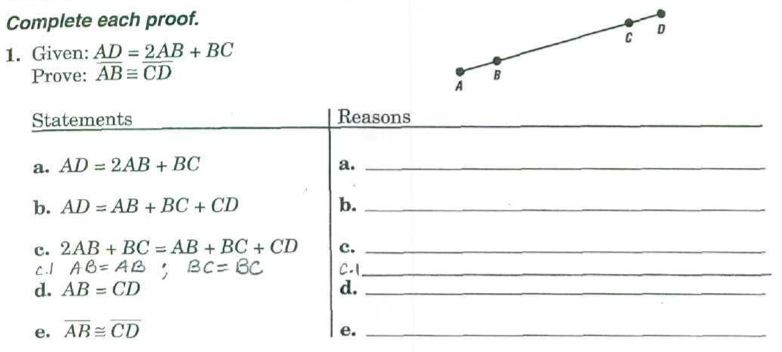 Complete each proof.
1. Given: AD = 2AB + BC
Prove: AB ≅ CD
A
B
C
D
Statements
Reasons
a. AD = 2AB + BC
a.
b. AD = AB + BC + CD
b.
c. 2AB + BC = AB + BC + CD
c.
c.1 AB = AB ; BC = BC
c.1
d. AB = CD
d.
e. AB ≅ CD
e.